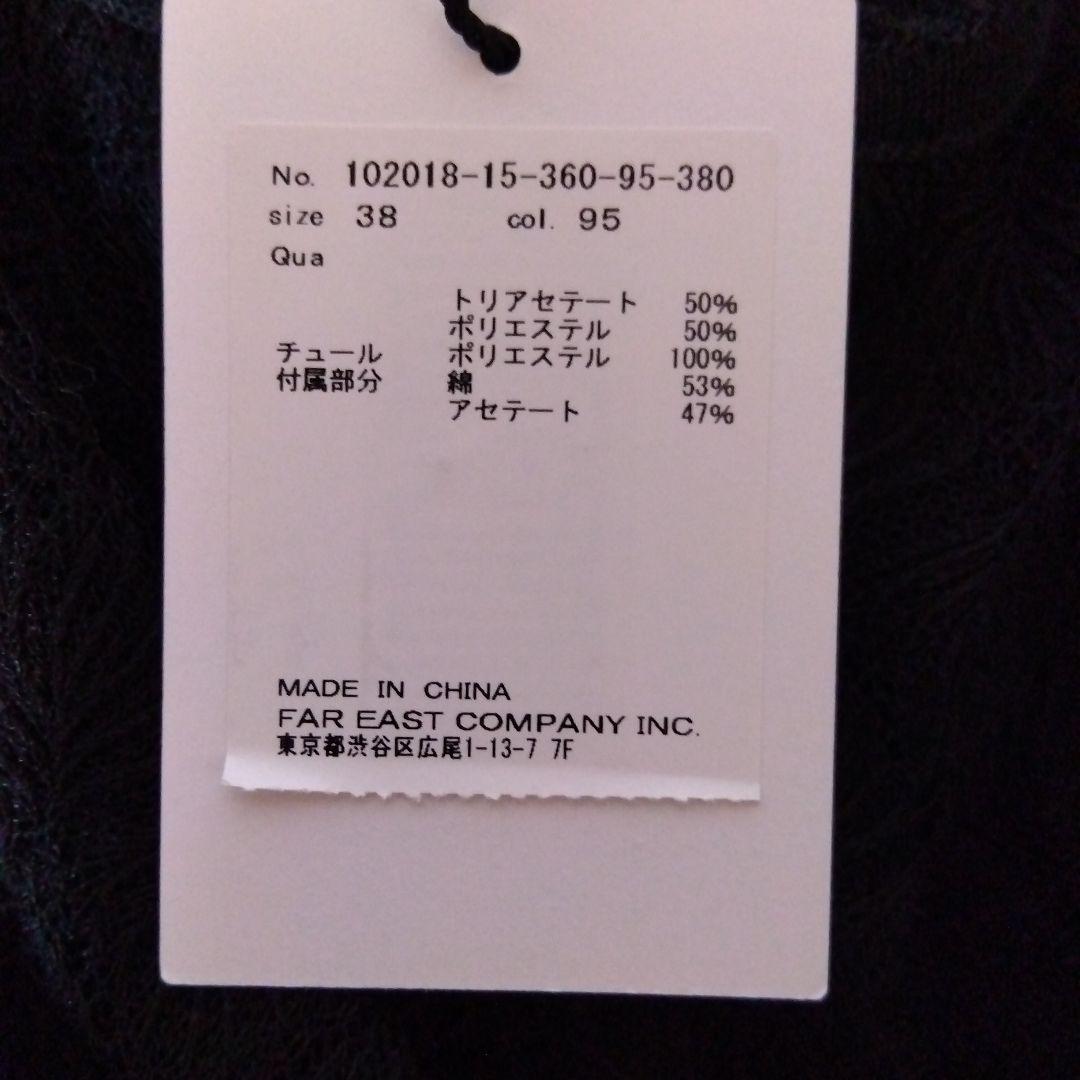 No. 102018-15-360-95-380
size 38 col. 95
Qua
トリアセテート 50%
ポリエステル 50%
チュール ポリエステル 100%
付属部分 綿 53%
アセテート 47%
MADE IN CHINA
FAR EAST COMPANY INC.
東京都渋谷区広尾1-13-7 7F